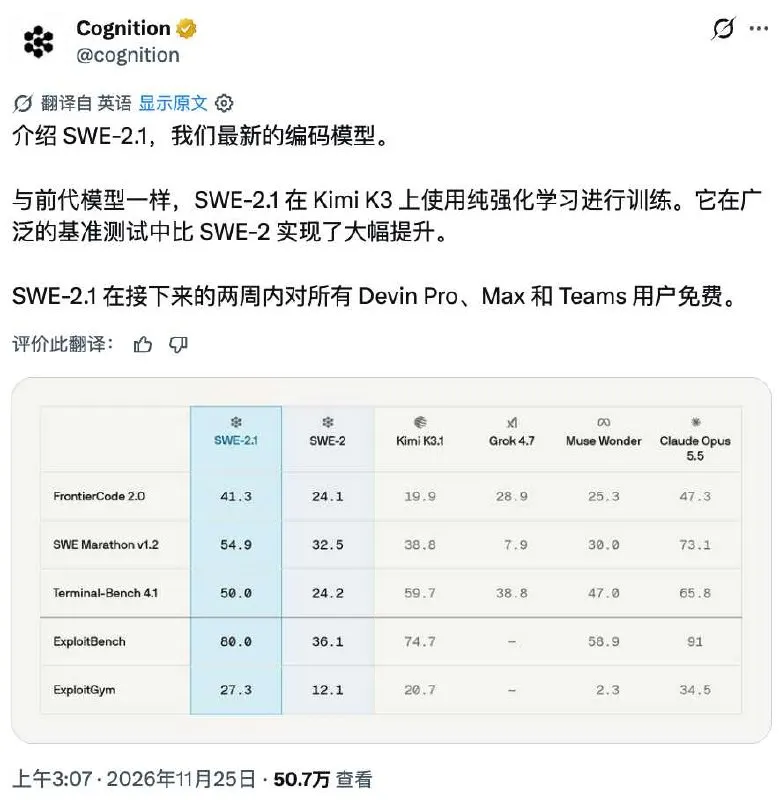 Cognition
@cognition
翻译自 英语 显示原文
介绍 SWE-2.1，我们最新的编码模型。
与前代模型一样，SWE-2.1 在 Kimi K3 上使用纯强化学习进行训练。它在广
泛的基准测试中比 SWE-2 实现了大幅提升。
SWE-2.1 在接下来的两周内对所有 Devin Pro、Max 和 Teams 用户免费。
评价此翻译：
SWE-2.1 SWE-2 Kimi K3.1 Grok 4.7 Muse Wonder Claude Opus
5.5
FrontierCode 2.0 41.3 24.1 19.9 28.9 25.3 47.3
SWE Marathon v1.2 54.9 32.5 38.8 7.9 30.0 73.1
Terminal-Bench 4.1 50.0 24.2 59.7 38.8 47.0 65.8
ExploitBench 80.0 36.1 74.7 – 58.9 91
ExploitGym 27.3 12.1 20.7 – 2.3 34.5
上午3:07 · 2026年11月25日 · 50.7万 查看